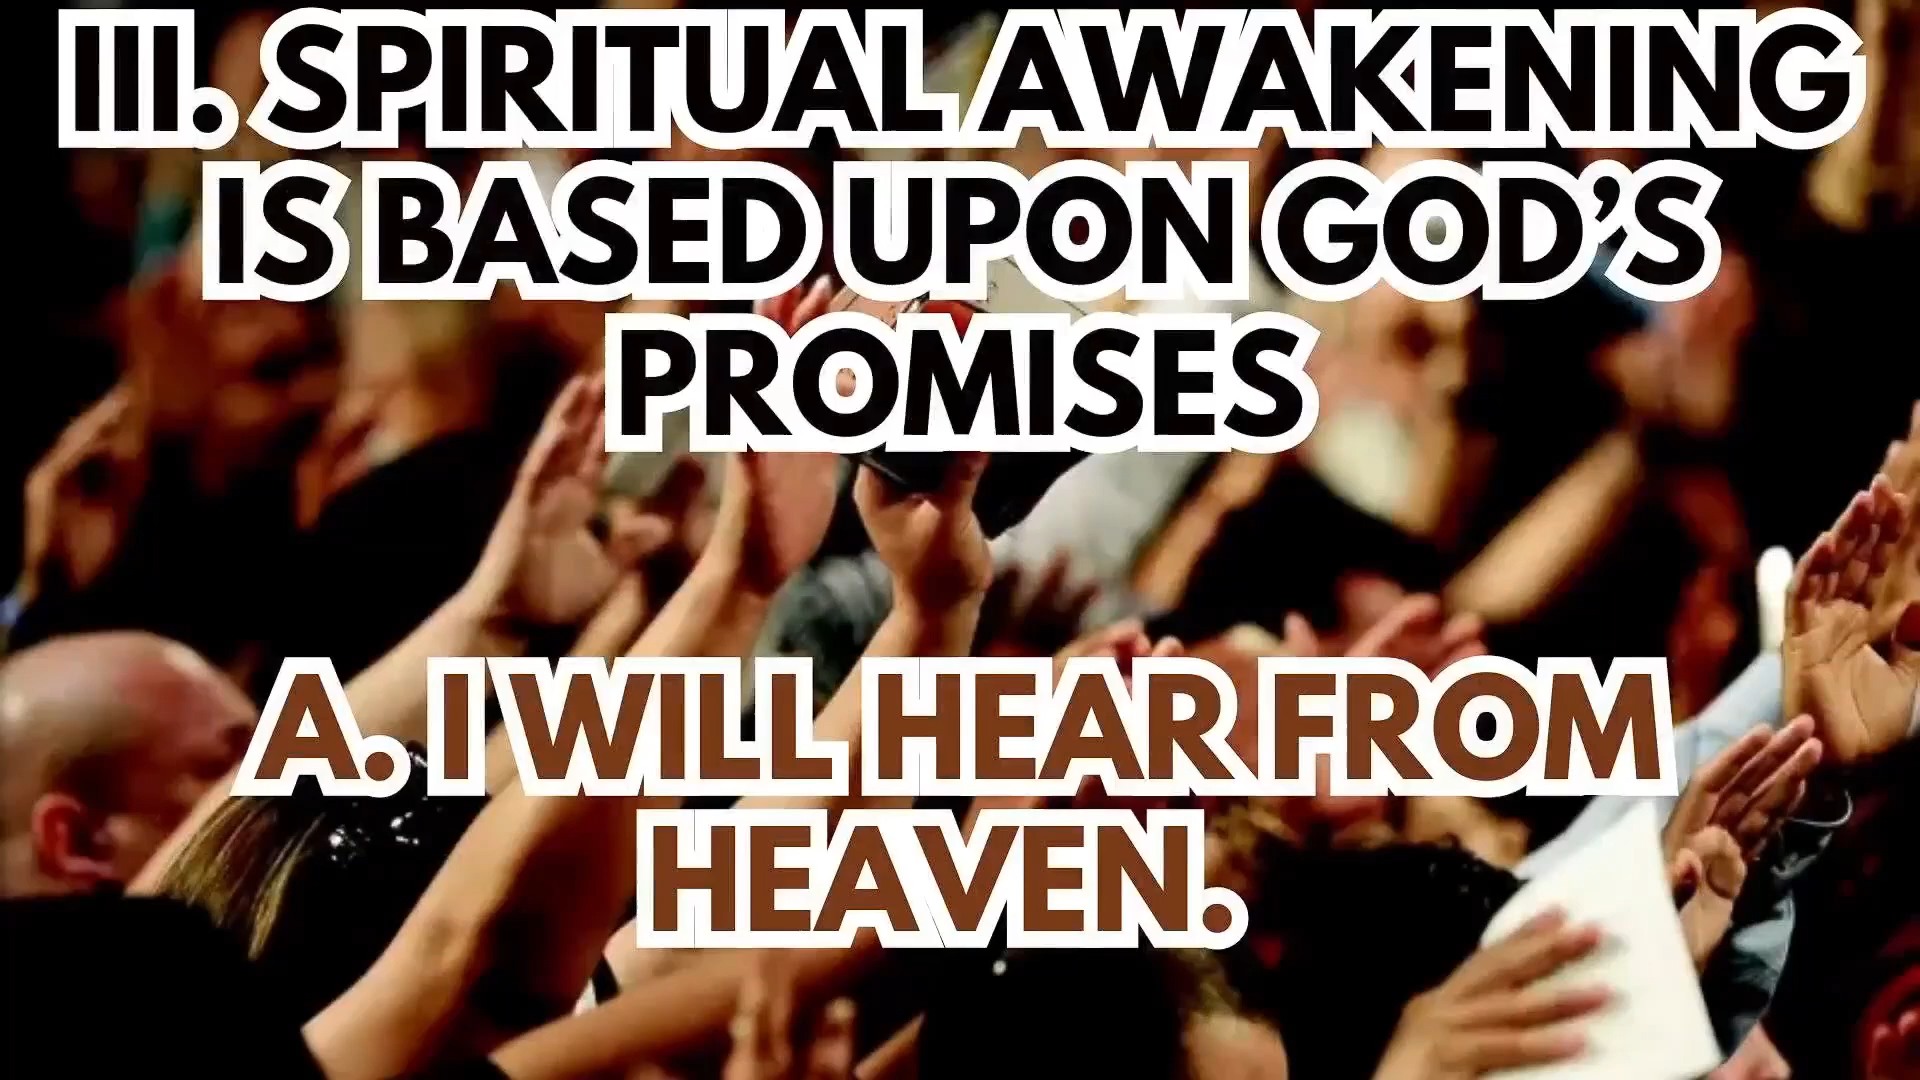 III. SPIRITUAL AWAKENING
IS BASED UPON GOD’S
PROMISES
A. I WILL HEAR FROM
HEAVEN.